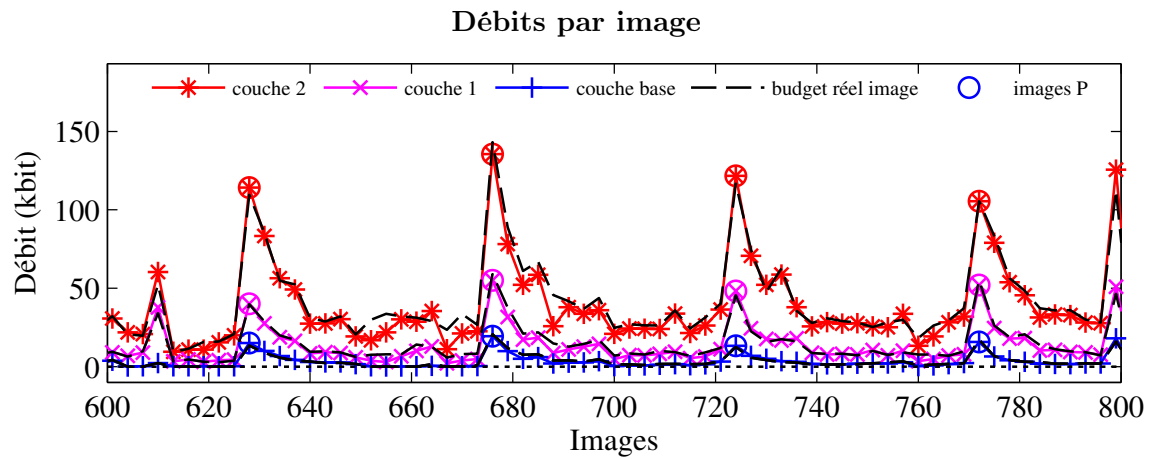 Débits par image
couche 2 couche 1 couche base budget réel image images P
150
100
50
0
Débit (kbit)
600 620 640 660 680 700 720 740 760 780 800
Images